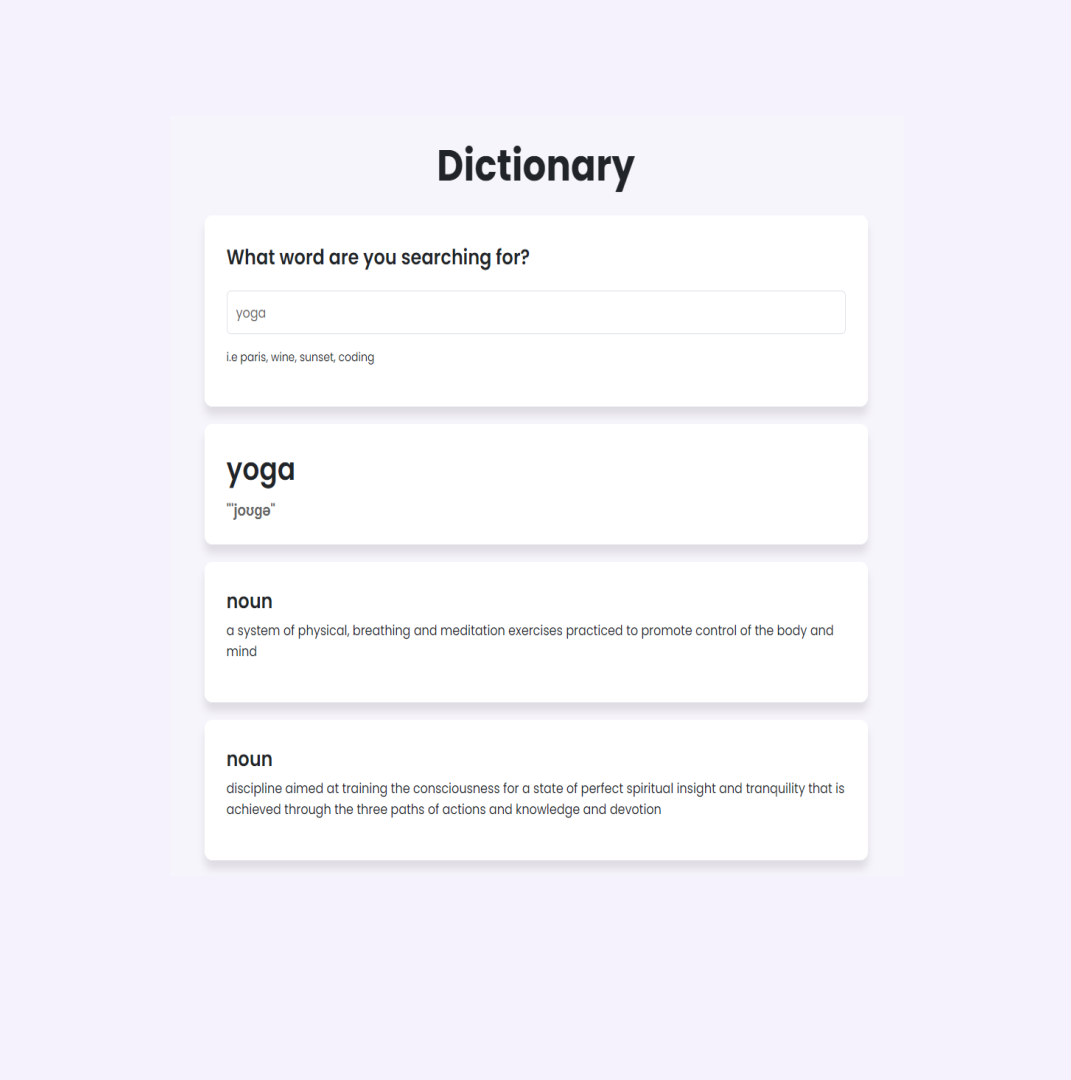 Dictionary
What word are you searching for?
yoga
i.e paris, wine, sunset, coding
yoga
"'joʊgə"
noun
a system of physical, breathing and meditation exercises practiced to promote control of the body and
mind
noun
discipline aimed at training the consciousness for a state of perfect spiritual insight and tranquility that is
achieved through the three paths of actions and knowledge and devotion